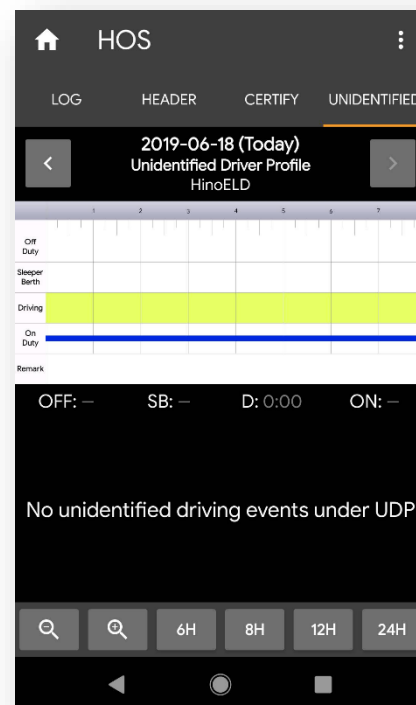 HOS
LOG HEADER CERTIFY UNIDENTIFIED
2019-06-18 (Today)
Unidentified Driver Profile
HinoELD
1 2 3 4 5 6 7
Off
Duty
Sleeper
Berth
Driving
On
Duty
Remark
OFF: — SB: — D: 0:00 ON: —
No unidentified driving events under UDP
6H 8H 12H 24H